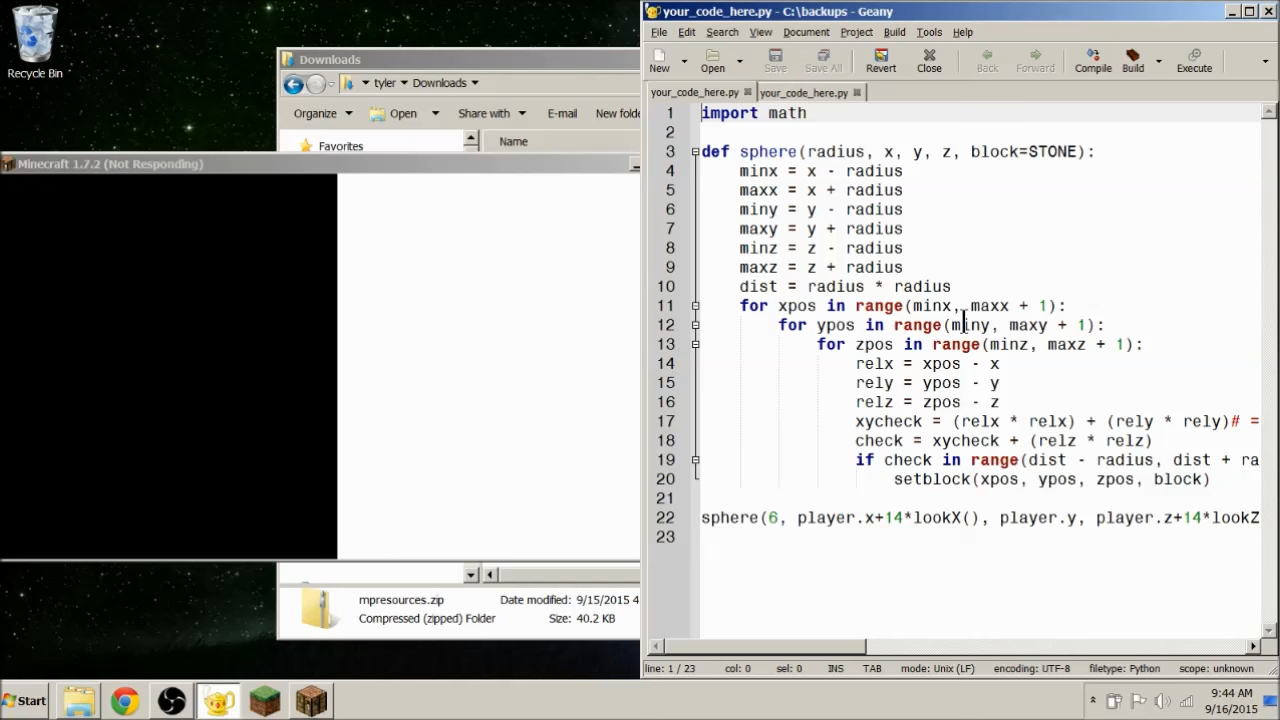 Recycle Bin
Downloads
tyler Downloads
Organize Open Share with E-mail New folde
Favorites Name
Minecraft 1.7.2 (Not Responding)
mpresources.zip Date modified: 9/15/2015 4
Compressed (zipped) Folder Size: 40.2 KB
your_code_here.py - C:\backups - Geany
File Edit Search View Document Project Build Tools Help
New Open Save Save All Revert Close Back Forward Compile Build Execute
your_code_here.py your_code_here.py
1 import math
2
3 def sphere(radius, x, y, z, block=STONE):
4 minx = x - radius
5 maxx = x + radius
6 miny = y - radius
7 maxy = y + radius
8 minz = z - radius
9 maxz = z + radius
10 dist = radius * radius
11 for xpos in range(minx, maxx + 1):
12 for ypos in range(miny, maxy + 1):
13 for zpos in range(minz, maxz + 1):
14 relx = xpos - x
15 rely = ypos - y
16 relz = zpos - z
17 xycheck = (relx * relx) + (rely * rely)# =
18 check = xycheck + (relz * relz)
19 if check in range(dist - radius, dist + ra
20 setblock(xpos, ypos, zpos, block)
21
22 sphere(6, player.x+14*lookX(), player.y, player.z+14*lookZ
23
line: 1 / 23 col: 0 sel: 0 INS TAB mode: Unix (LF) encoding: UTF-8 filetype: Python scope: unknown
Start
9:44 AM
9/16/2015